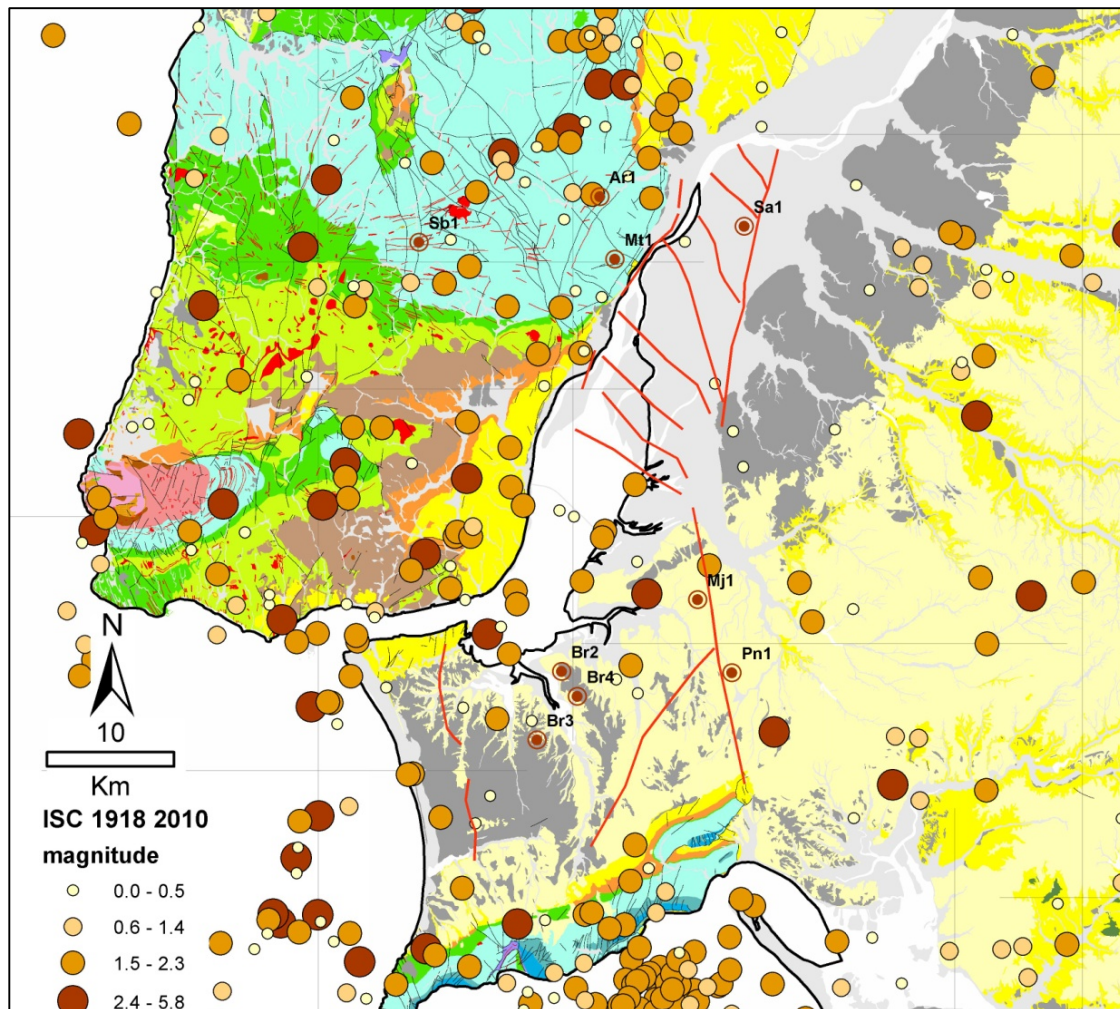 Ar1
Sa1
Sb1
Mt1
Mj1
Br2
Pn1
Br4
Br3
N
10
Km
ISC 1918 2010
magnitude
0.0 - 0.5
0.6 - 1.4
1.5 - 2.3
2.4 - 5.8